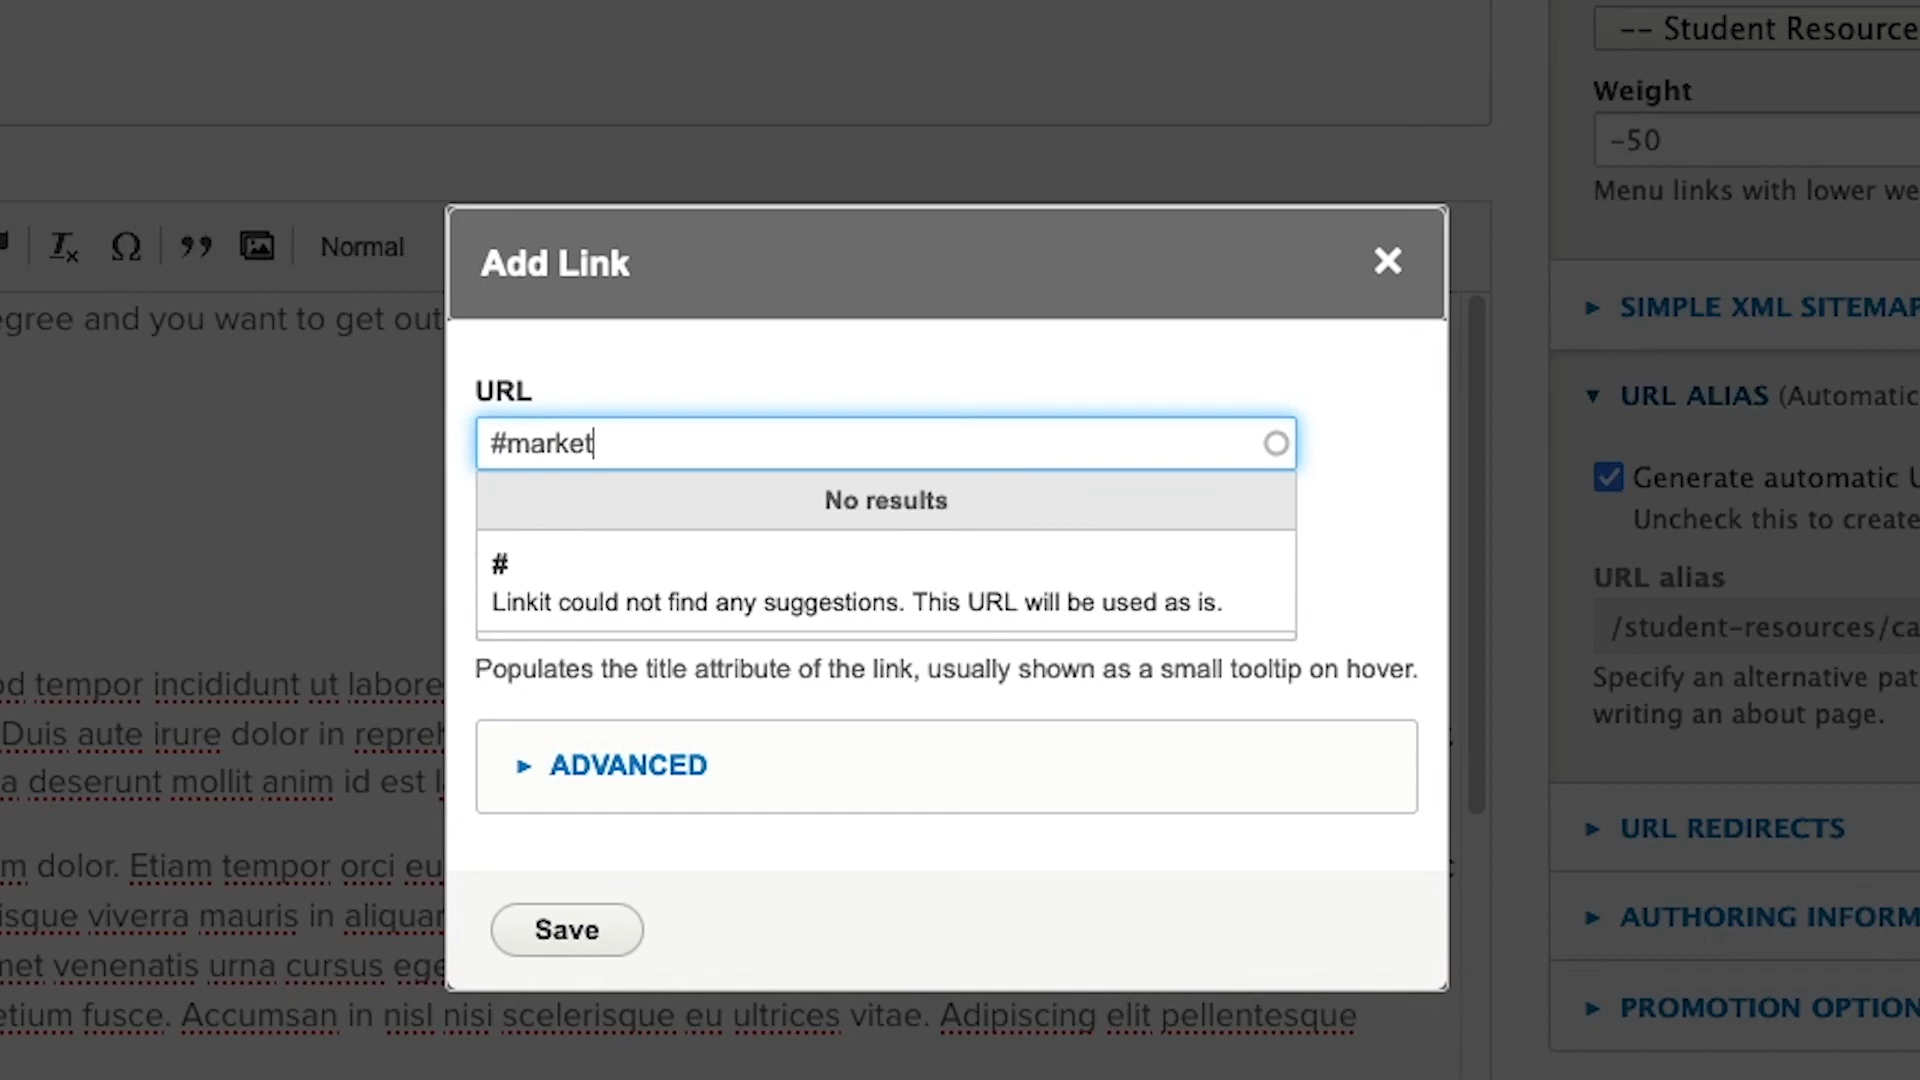 -- Student Resource
Weight
-50
Menu links with lower we
Normal
Add Link
egree and you want to get out
SIMPLE XML SITEMAP
URL
#market
URL ALIAS (Automatic
No results
Generate automatic U
Uncheck this to create
#
Linkit could not find any suggestions. This URL will be used as is.
URL alias
/student-resources/ca
Populates the title attribute of the link, usually shown as a small tooltip on hover.
Specify an alternative pat
writing an about page.
od tempor incididunt ut labore
Duis aute irure dolor in repreh
a deserunt mollit anim id est l
ADVANCED
URL REDIRECTS
m dolor. Etiam tempor orci eu
isque viverra mauris in aliquam
AUTHORING INFORM
Save
met venenatis urna cursus ege
etium fusce. Accumsan in nisl nisi scelerisque eu ultrices vitae. Adipiscing elit pellentesque
PROMOTION OPTION